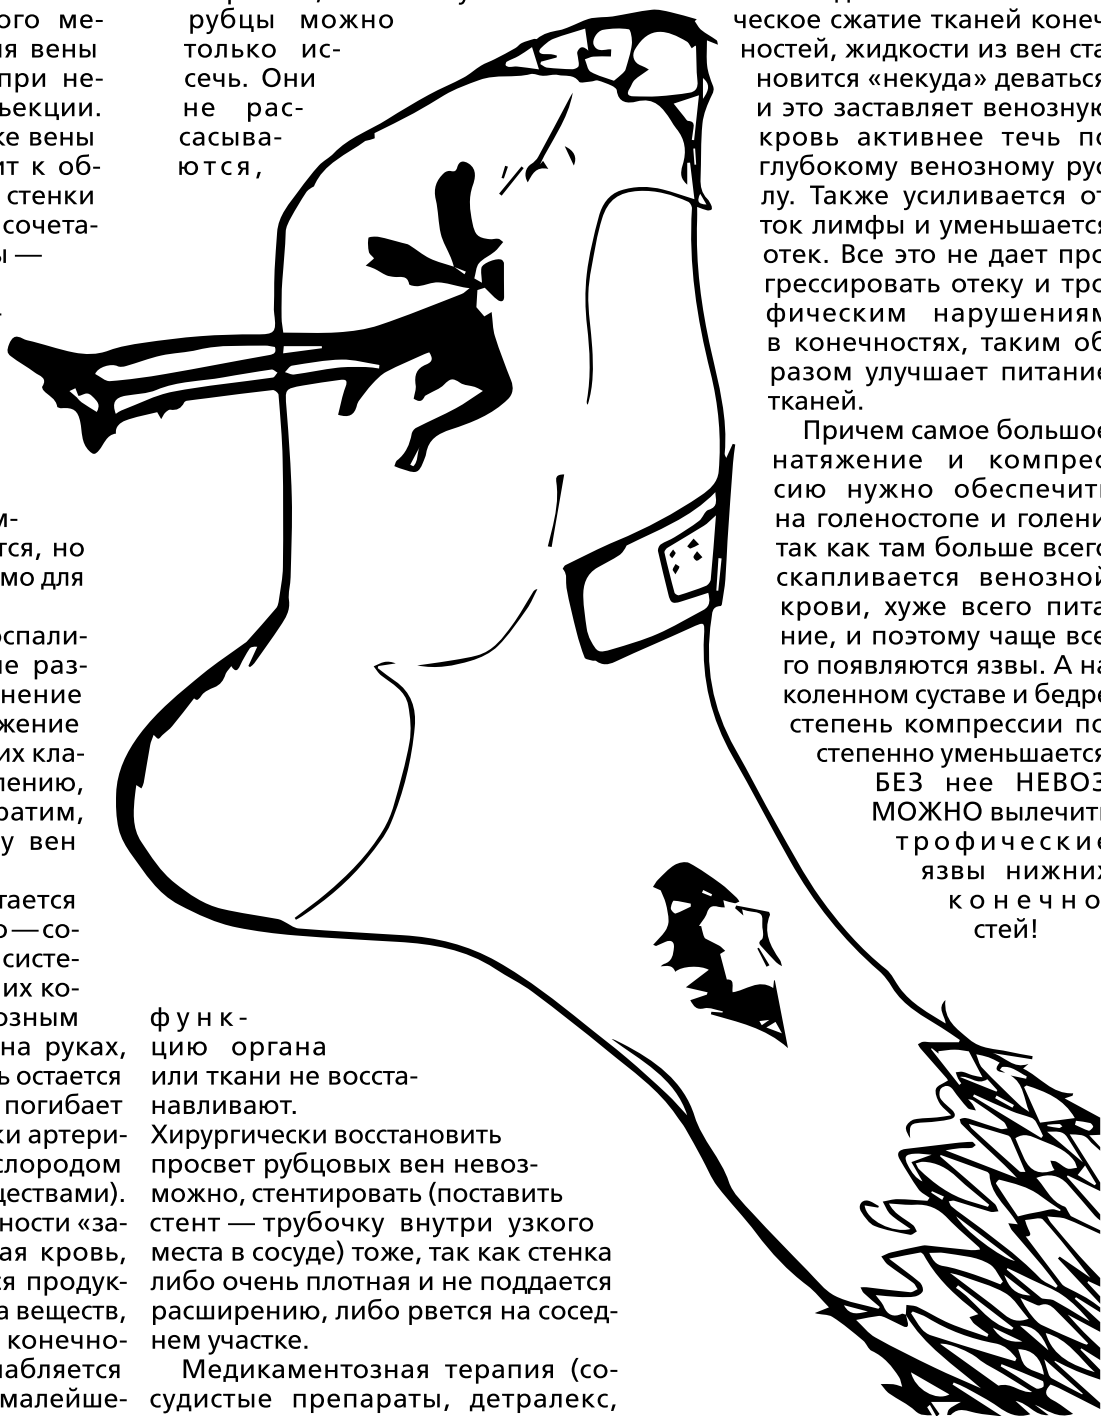 ого ме-
я вены
при не-
ъекции.
же вены
ит к об-
стенки
сочета-
ы —
м-
тся, но
мо для
оспали-
ие раз-
нение
жение
их кла-
лению,
ратим,
у вен
тается
о — со-
систе-
их ко-
озным
на руках,
ь остается
погибает
ки артери-
слородом
ществами).
ности «за-
ая кровь,
ся продук-
а веществ,
конечно-
лабляется
малейше-
рубцы можно
только ис-
сечь. Они
не рас-
сасыва-
ются,
функ-
цию органа
или ткани не восста-
навливают.
Хирургически восстановить
просвет рубцовых вен невоз-
можно, стентировать (поставить
стент — трубочку внутри узкого
места в сосуде) тоже, так как стенка
либо очень плотная и не поддается
расширению, либо рвется на сосед-
нем участке.
Медикаментозная терапия (со-
судистые препараты, детралекс,
ческое сжатие тканей конеч
ностей, жидкости из вен ста
новится «некуда» деваться
и это заставляет венозную
кровь активнее течь по
глубокому венозному рус
лу. Также усиливается от
ток лимфы и уменьшается
отек. Все это не дает про
грессировать отеку и тро
фическим нарушениям
в конечностях, таким об
разом улучшает питание
тканей.
Причем самое большое
натяжение и компрес
сию нужно обеспечить
на голеностопе и голени
так как там больше всего
скапливается венозной
крови, хуже всего пита
ние, и поэтому чаще все
го появляются язвы. А на
коленном суставе и бедре
степень компрессии по
степенно уменьшается
БЕЗ нее НЕВОЗ
МОЖНО вылечить
трофические
язвы нижних
конечно
стей!